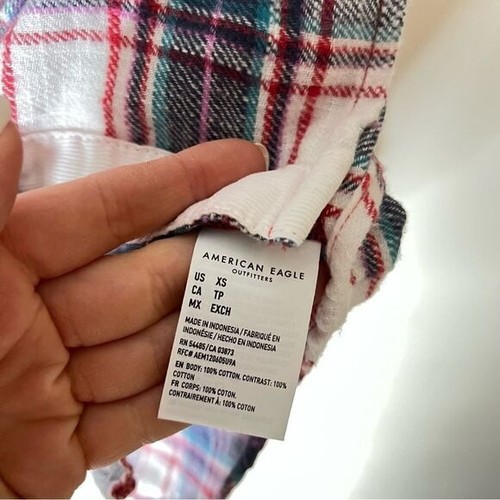 AMERICAN EAGLE
OUTFITTERS
US XS
CA TP
MX EXCH
MADE IN INDONESIA / FABRIQUÉ EN
INDONÉSIE / HECHO EN INDONESIA
RN 54485/CA 03873
RFC# AEM120605U9A
EN BODY: 100% COTTON. CONTRAST: 100%
COTTON
FR CORPS: 100% COTON.
CONTRAIREMENT À: 100% COTON